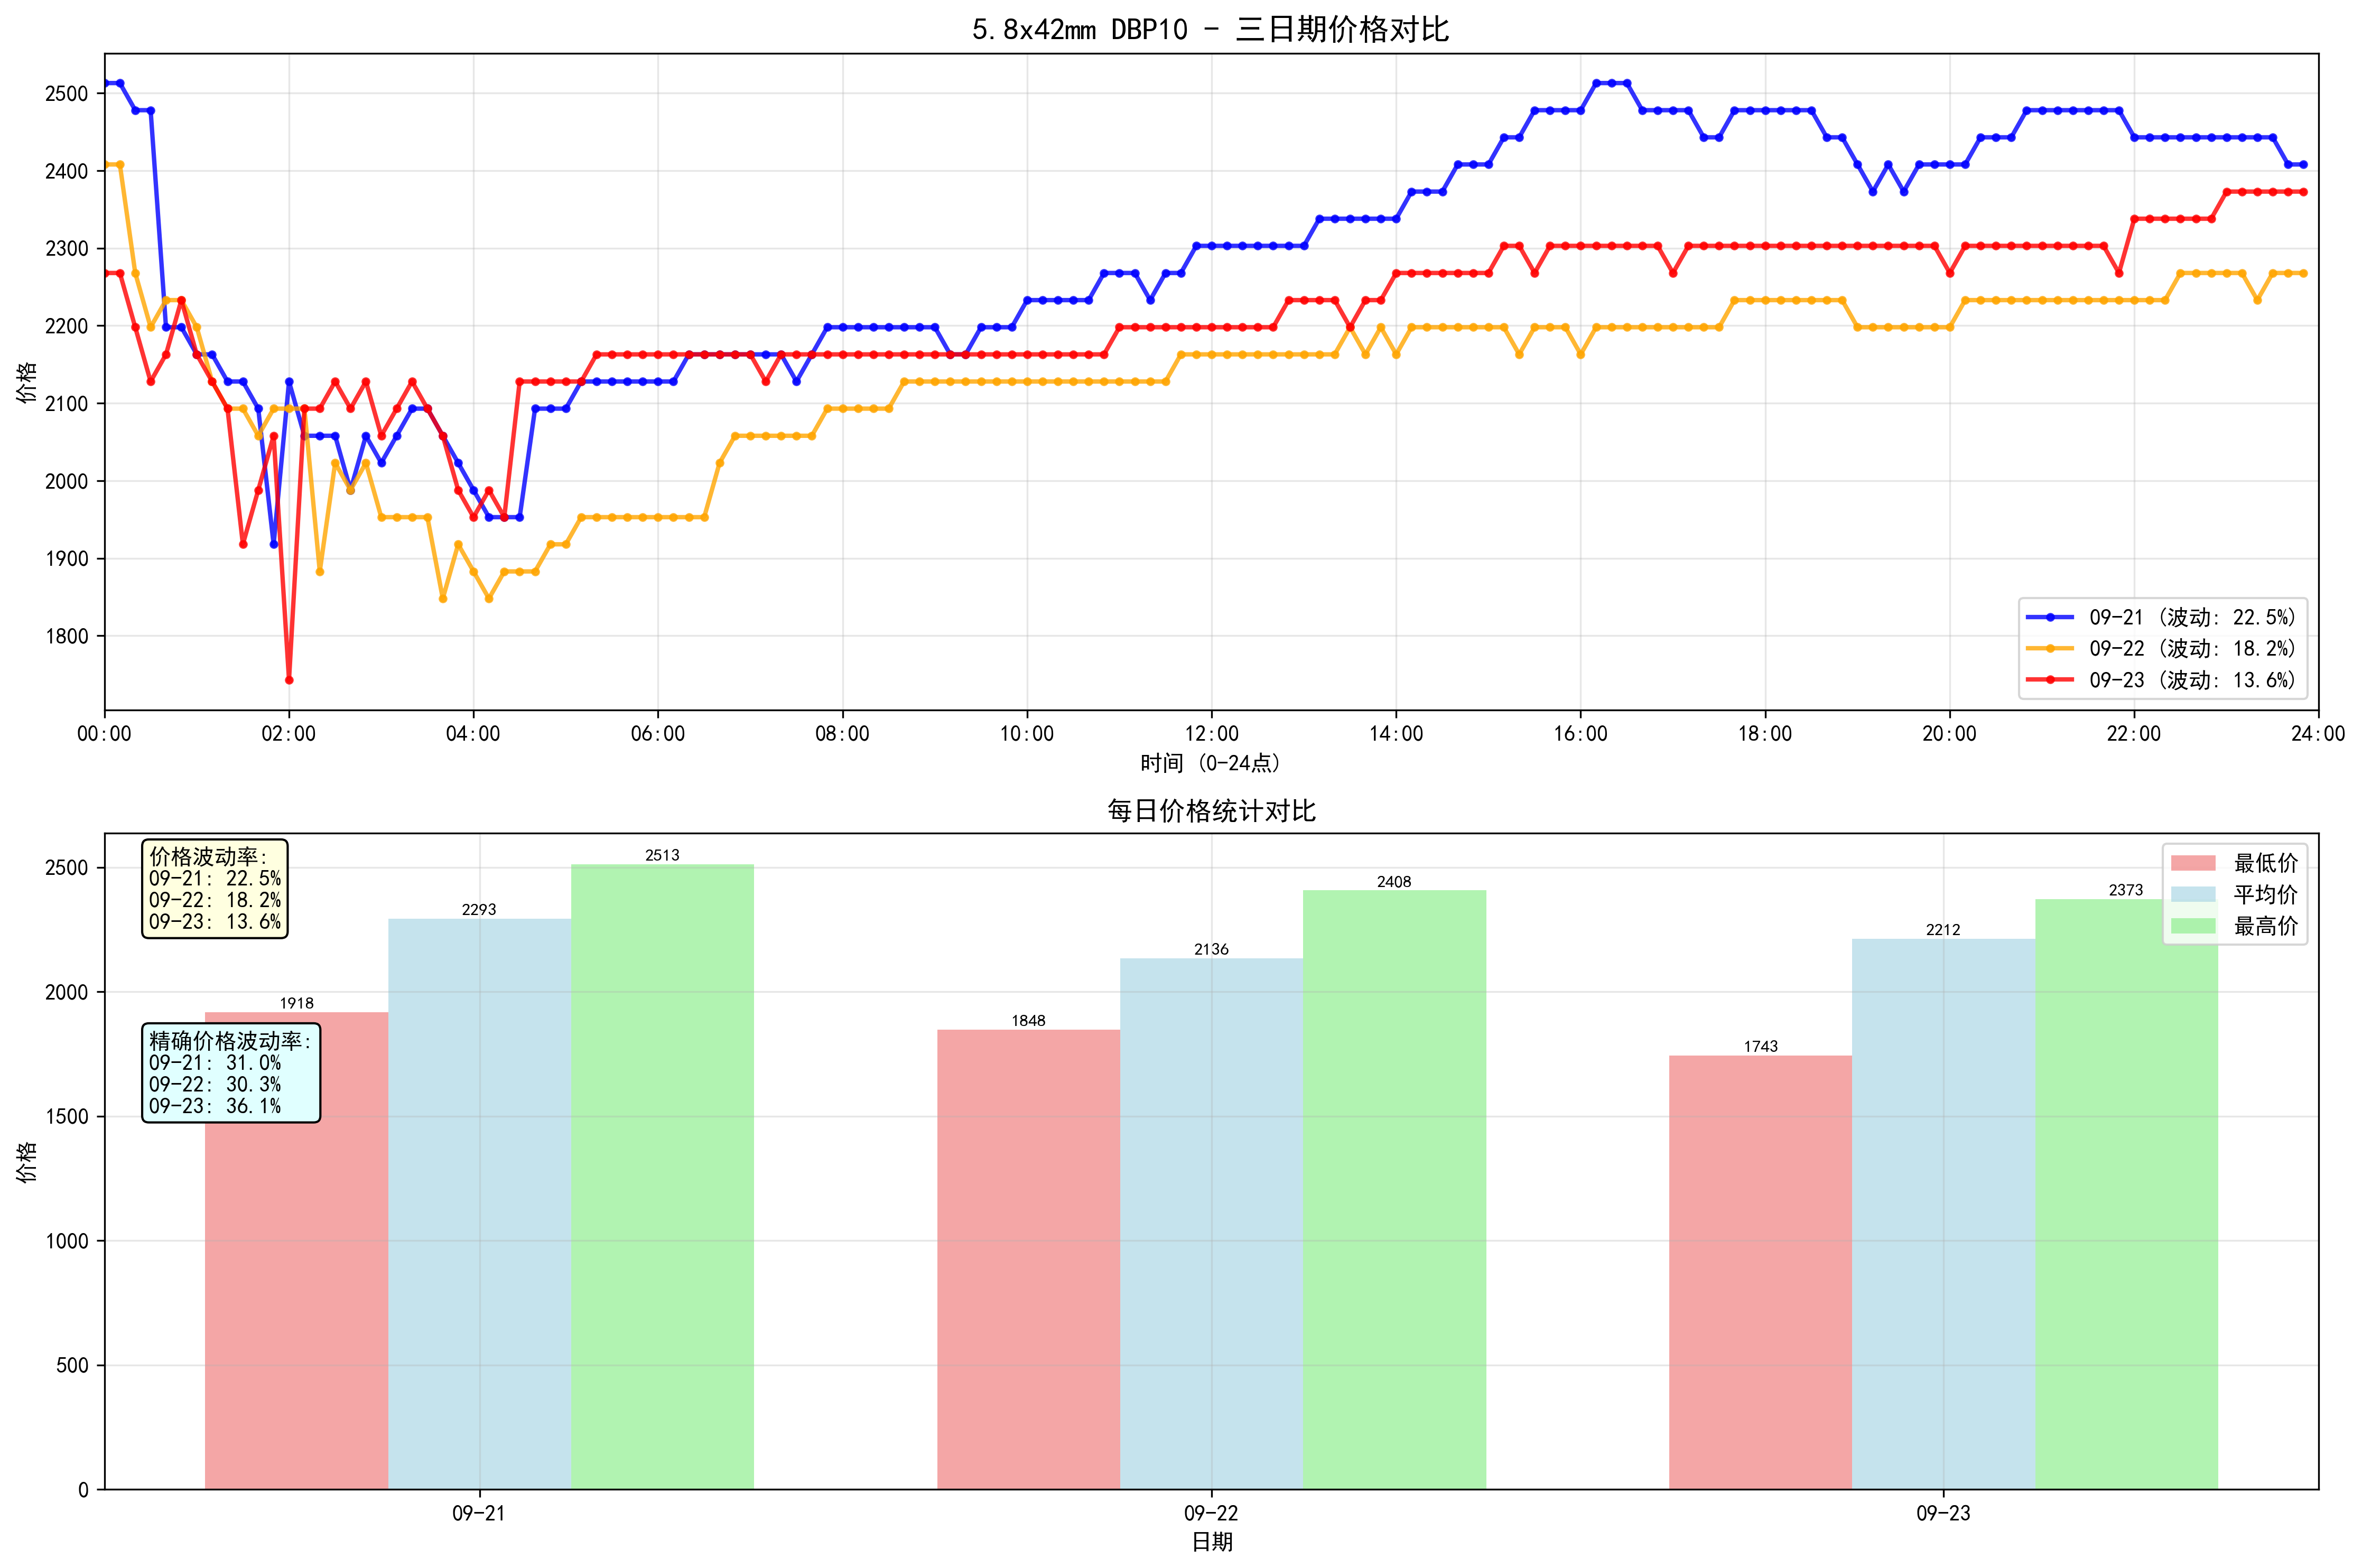 5.8x42mm DBP10 - 三日期价格对比
价格
2500
2400
2300
2200
2100
2000
1900
1800
09-21 (波动: 22.5%)
09-22 (波动: 18.2%)
09-23 (波动: 13.6%)
00:00 02:00 04:00 06:00 08:00 10:00 12:00 14:00 16:00 18:00 20:00 22:00 24:00
时间 (0-24点)
每日价格统计对比
价格
2500
2000
1500
1000
500
0
价格波动率:
09-21: 22.5%
09-22: 18.2%
09-23: 13.6%
精确价格波动率:
09-21: 31.0%
09-22: 30.3%
09-23: 36.1%
1918
2293
2513
1848
2136
2408
1743
2212
2373
最低价
平均价
最高价
09-21 09-22 09-23
日期